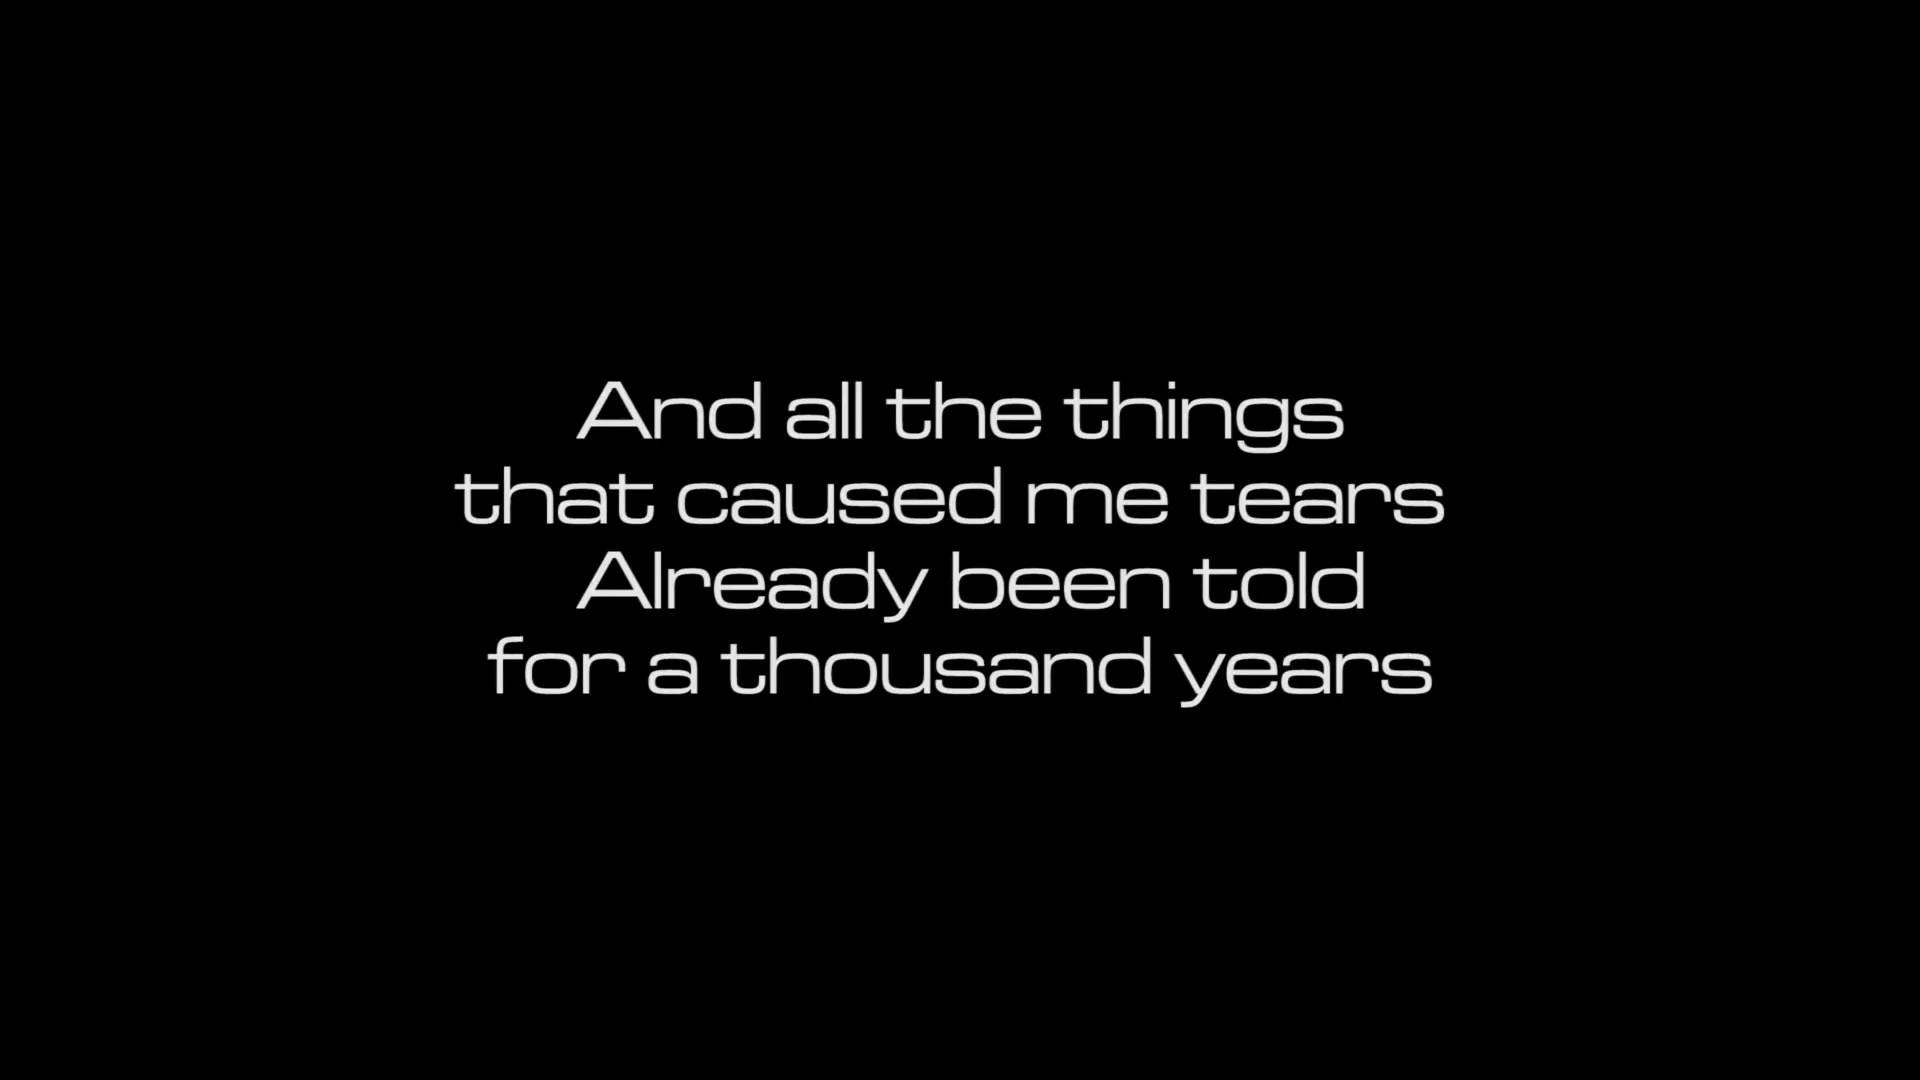 And all the things
that caused me tears
Already been told
for a thousand years